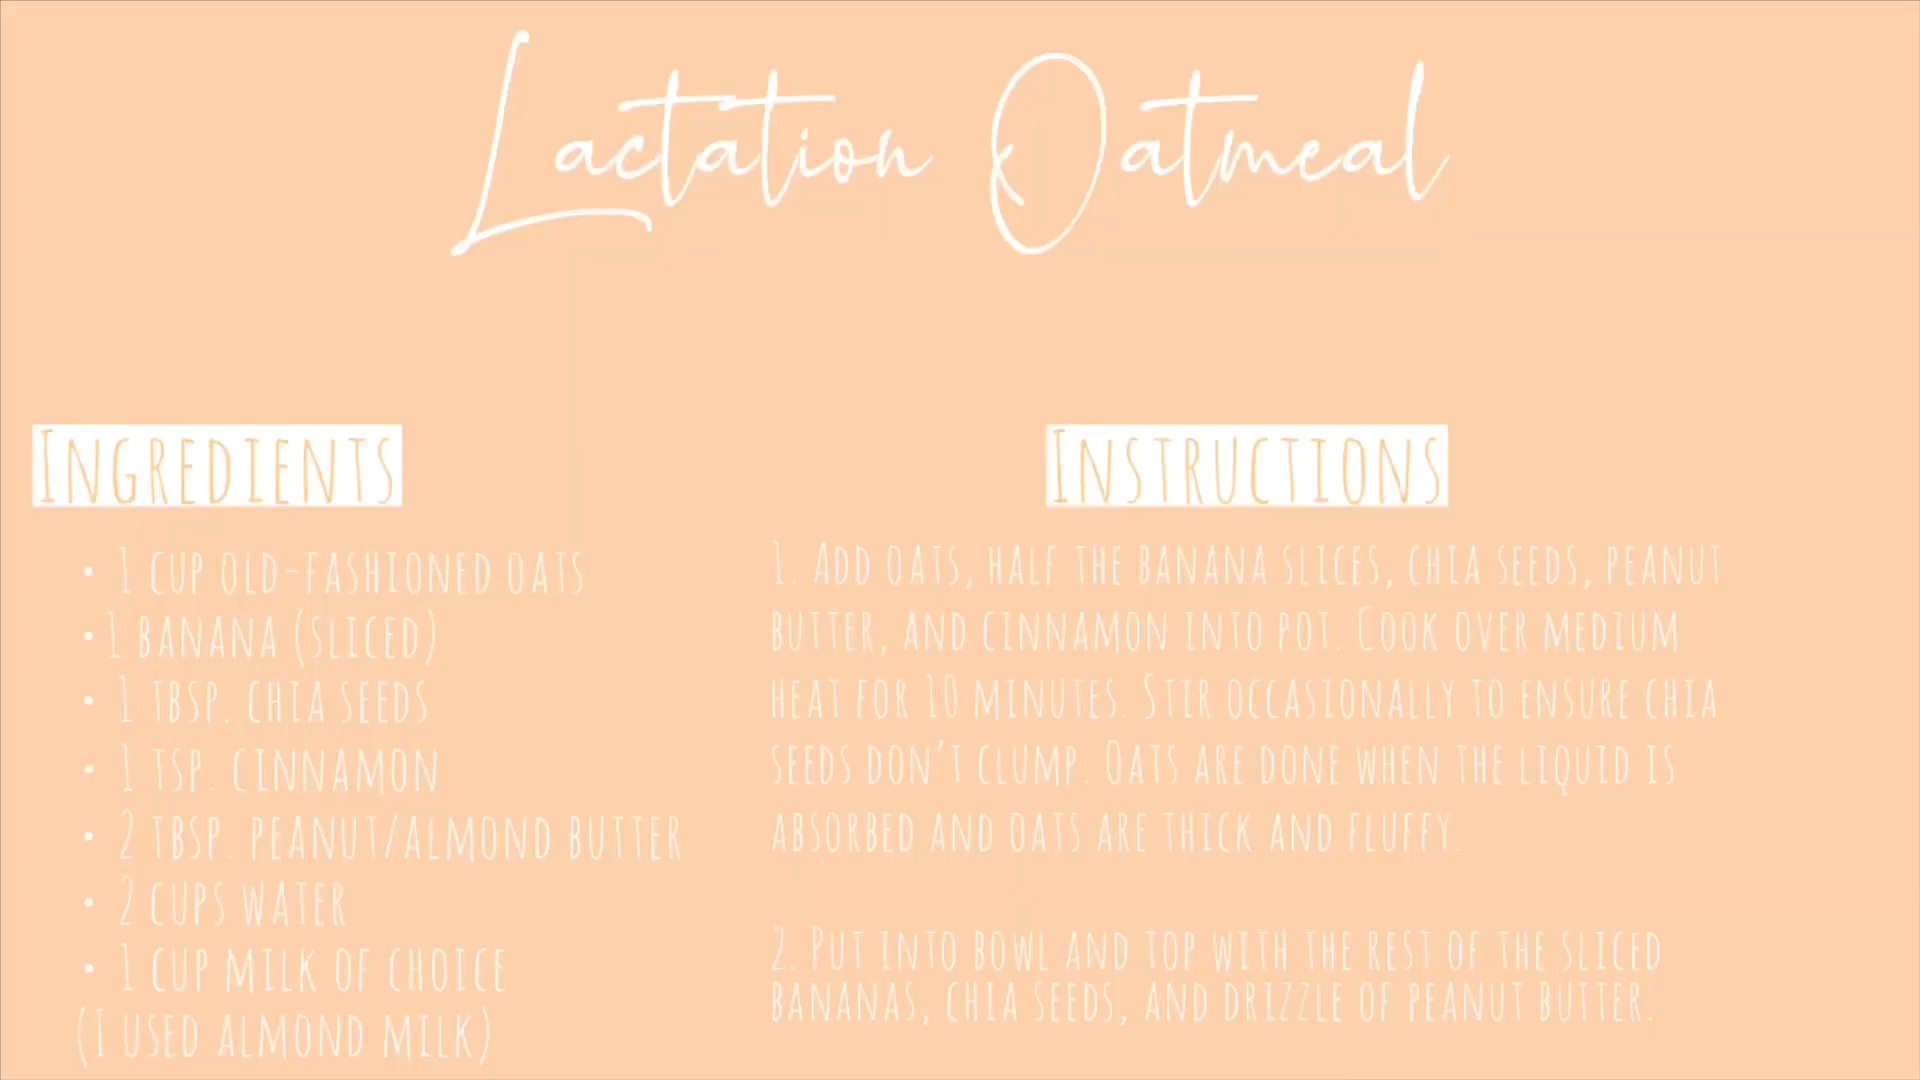 Lactation Oatmeal
Ingredients
• 1 cup old-fashioned oats
• 1 banana (sliced)
• 1 tbsp. chia seeds
• 1 tsp. cinnamon
• 2 tbsp. peanut/almond butter
• 2 cups water
• 1 cup milk of choice
(I used almond milk)
Instructions
1. Add oats, half the banana slices, chia seeds, peanut
butter, and cinnamon into pot. Cook over medium
heat for 10 minutes. Stir occasionally to ensure chia
seeds don't clump. Oats are done when the liquid is
absorbed and oats are thick and fluffy.
2. Put into bowl and top with the rest of the sliced
bananas, chia seeds, and drizzle of peanut butter.